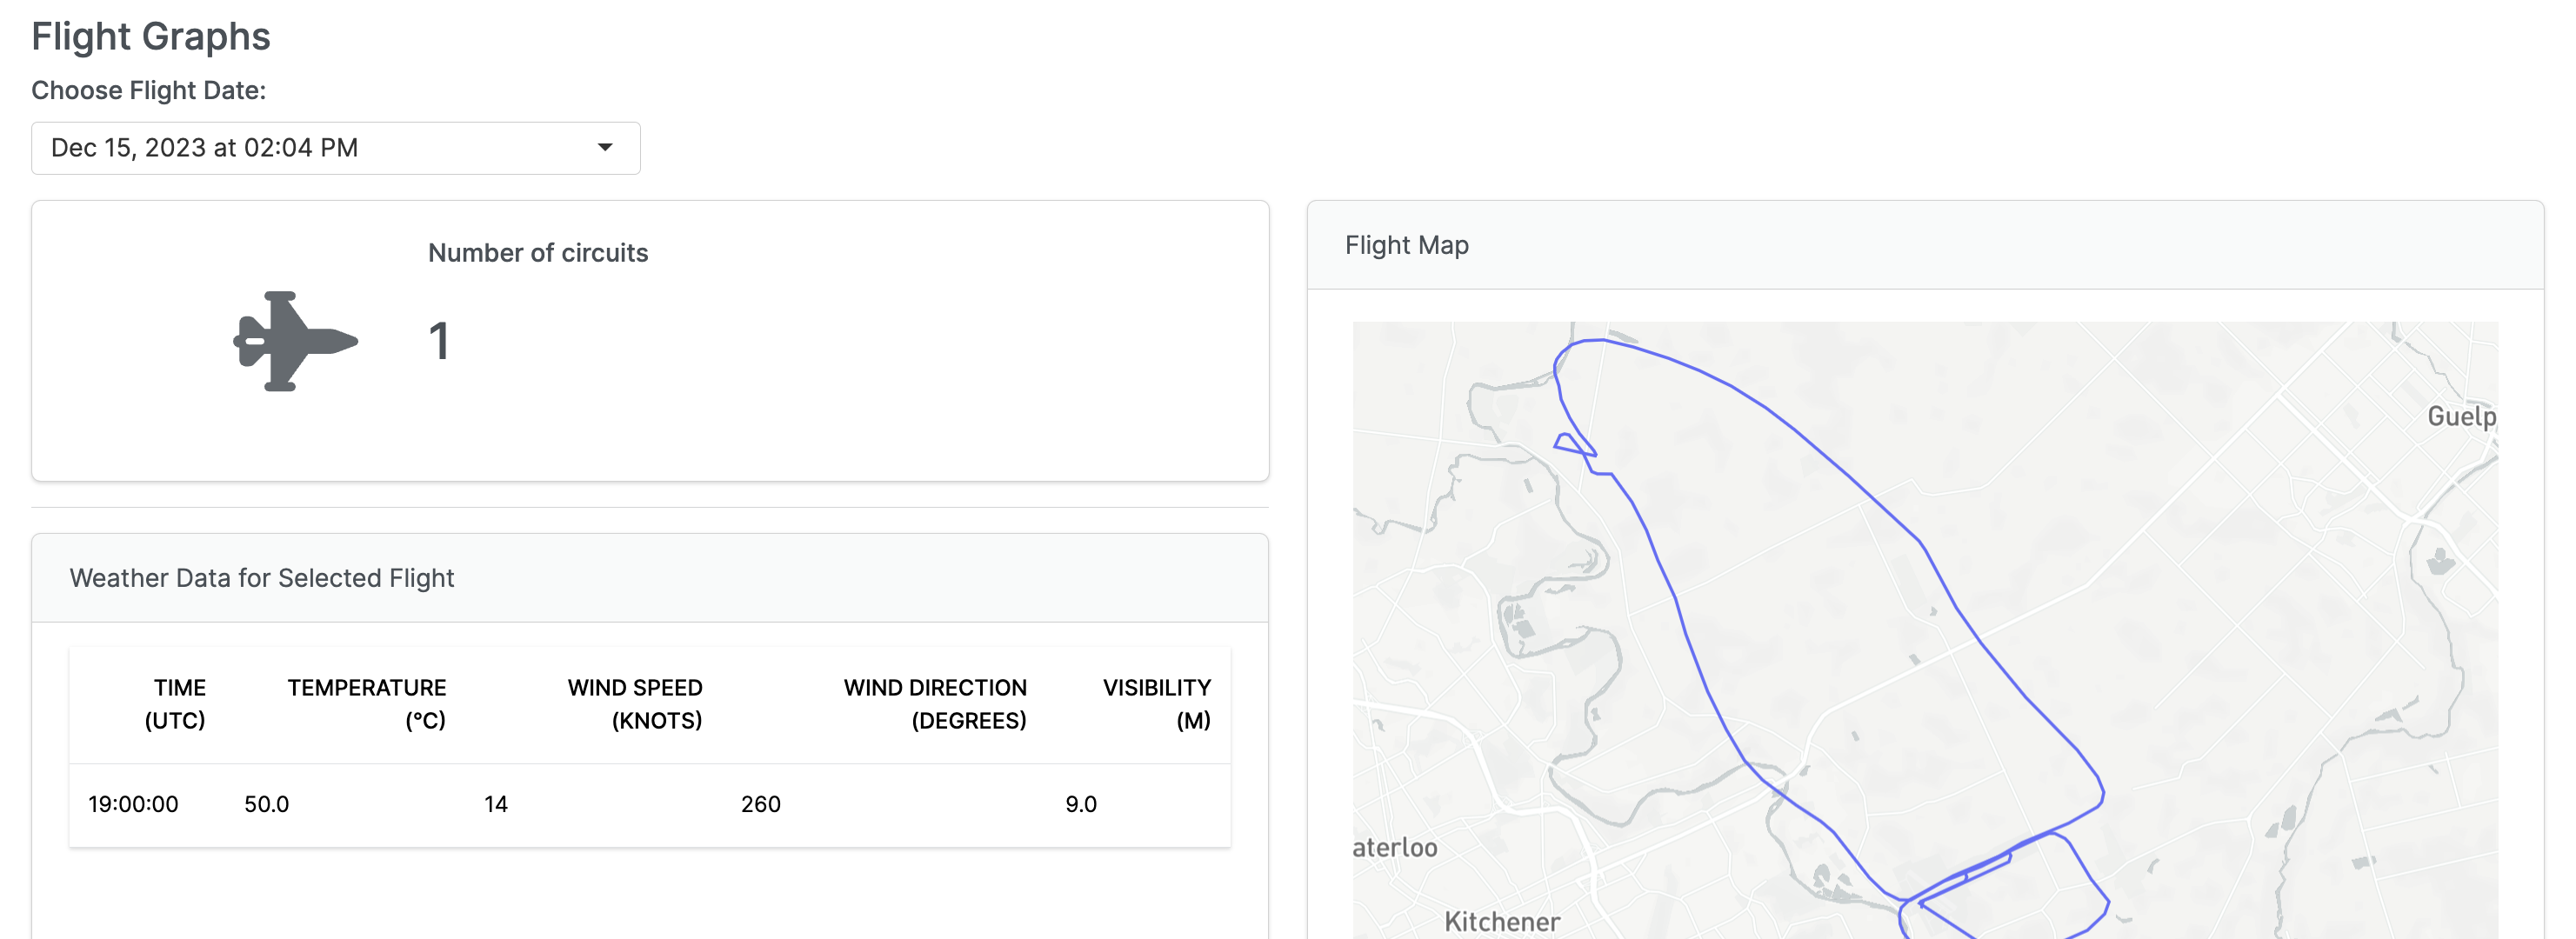 Flight Graphs
Choose Flight Date:
Dec 15, 2023 at 02:04 PM
Number of circuits
1
Weather Data for Selected Flight
TIME (UTC) TEMPERATURE (°C) WIND SPEED (KNOTS) WIND DIRECTION (DEGREES) VISIBILITY (M)
19:00:00 50.0 14 260 9.0
Flight Map
Guelp
aterloo
Kitchener